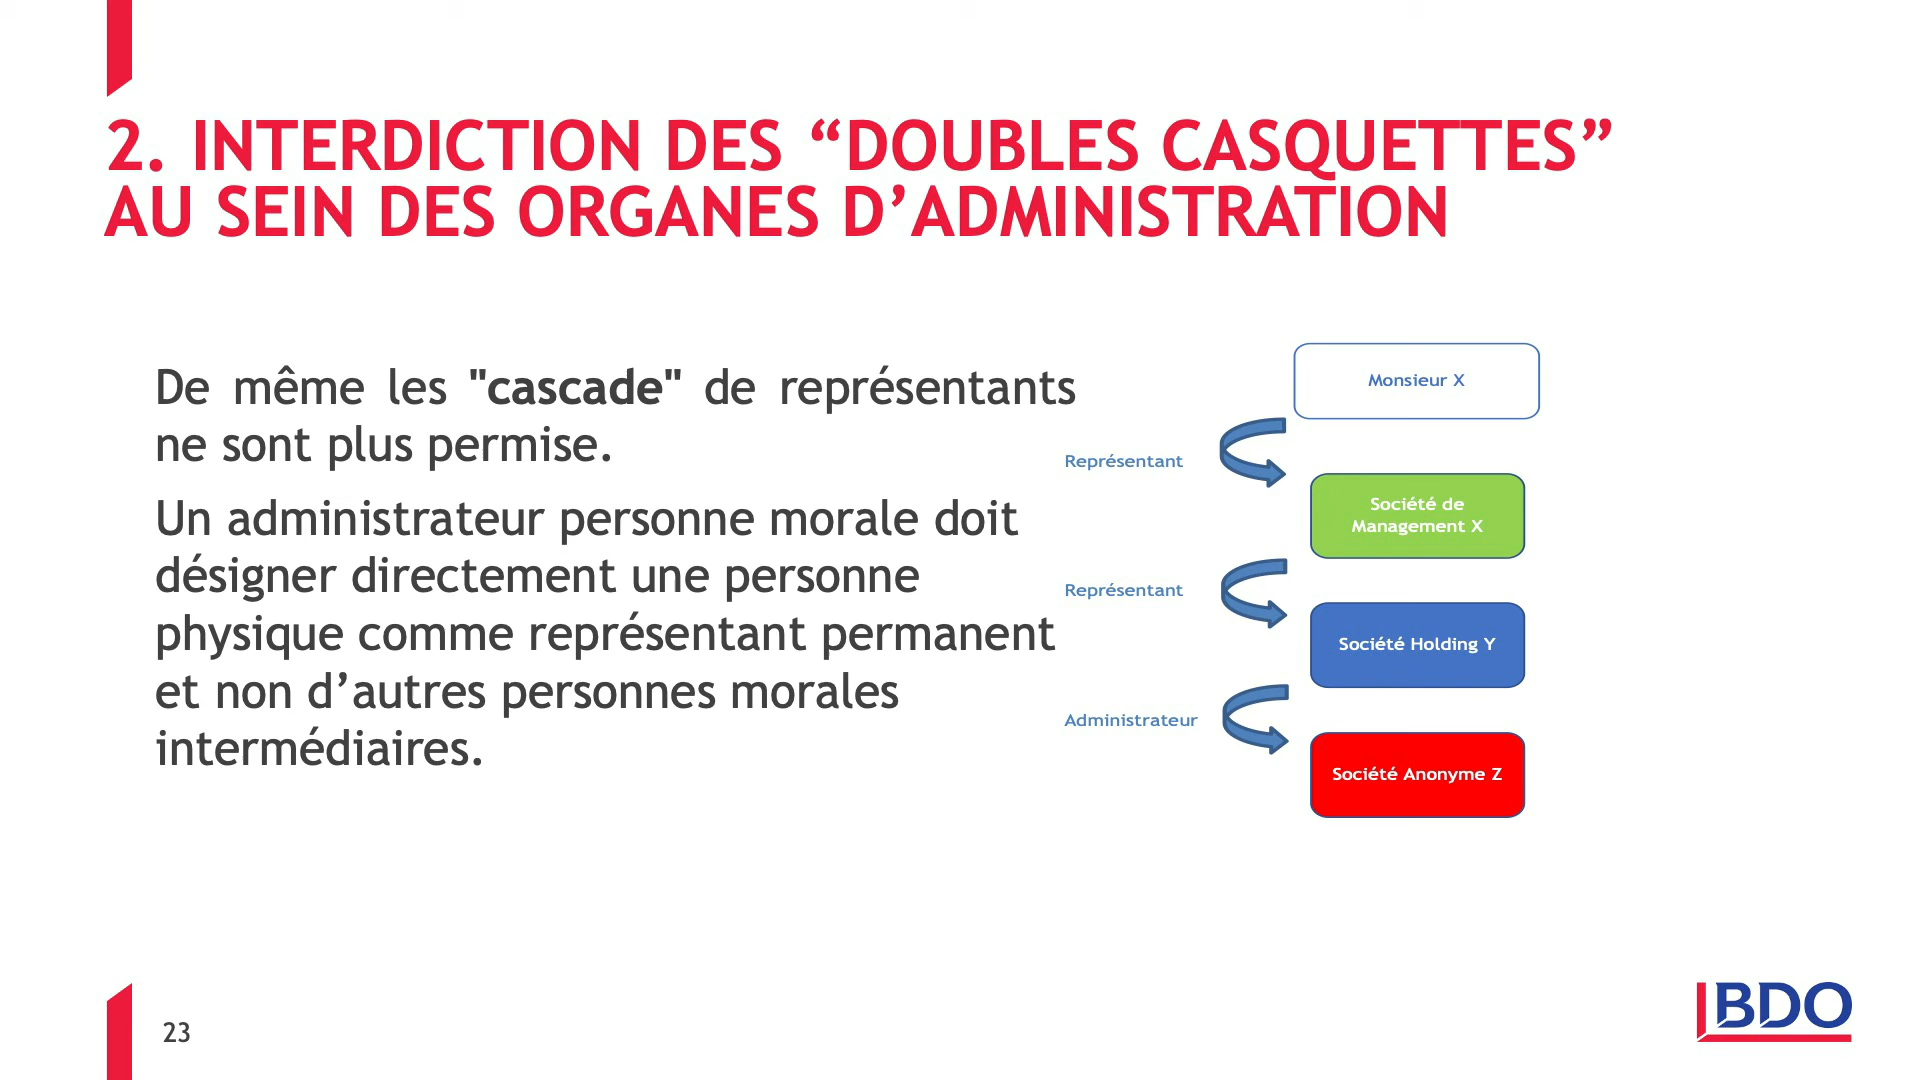 2. INTERDICTION DES “DOUBLES CASQUETTES”
AU SEIN DES ORGANES D’ADMINISTRATION
De même les "cascade" de représentants
ne sont plus permise.
Un administrateur personne morale doit
désigner directement une personne
physique comme représentant permanent
et non d’autres personnes morales
intermédiaires.
Monsieur X
Représentant
Société de
Management X
Représentant
Société Holding Y
Administrateur
Société Anonyme Z
23
BDO